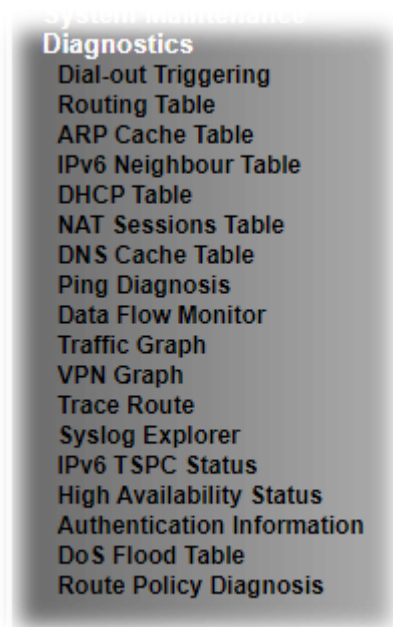 System Maintenance
Diagnostics
Dial-out Triggering
Routing Table
ARP Cache Table
IPv6 Neighbour Table
DHCP Table
NAT Sessions Table
DNS Cache Table
Ping Diagnosis
Data Flow Monitor
Traffic Graph
VPN Graph
Trace Route
Syslog Explorer
IPv6 TSPC Status
High Availability Status
Authentication Information
DoS Flood Table
Route Policy Diagnosis